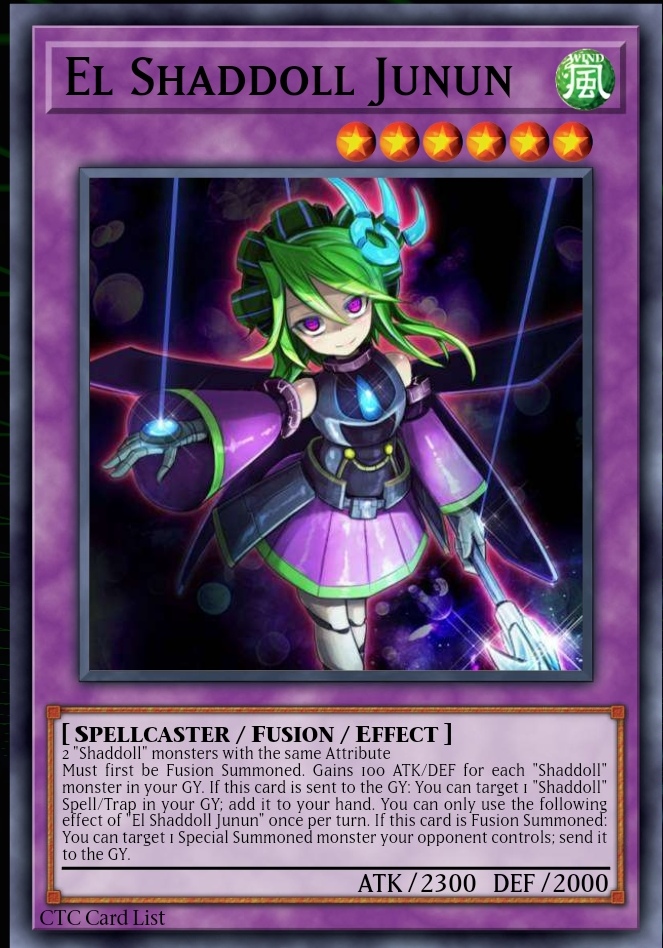 El Shaddoll Junun
WIND
風
[ Spellcaster / Fusion / Effect ]
2 "Shaddoll" monsters with the same Attribute
Must first be Fusion Summoned. Gains 100 ATK/DEF for each "Shaddoll"
monster in your GY. If this card is sent to the GY: You can target 1 "Shaddoll"
Spell/Trap in your GY; add it to your hand. You can only use the following
effect of "El Shaddoll Junun" once per turn. If this card is Fusion Summoned:
You can target 1 Special Summoned monster your opponent controls; send it
to the GY.
ATK/2300 DEF/2000
CTC Card List